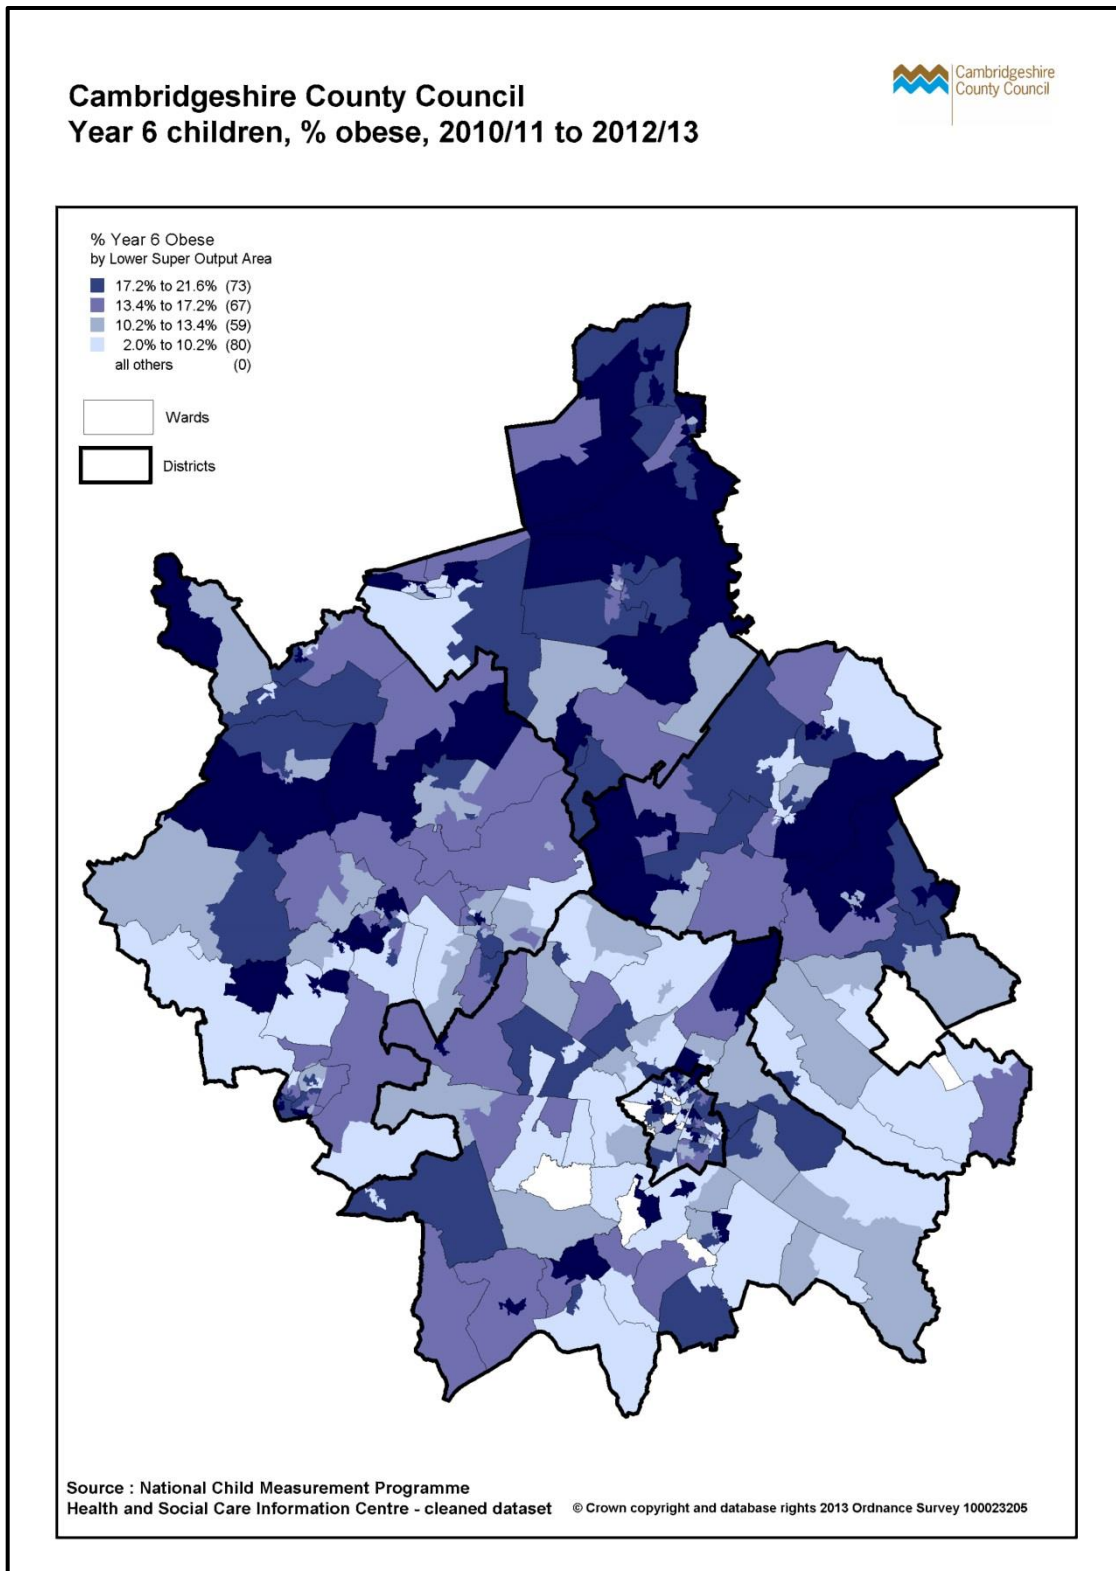 Cambridgeshire County Council
Year 6 children, % obese, 2010/11 to 2012/13
Cambridgeshire
County Council
% Year 6 Obese
by Lower Super Output Area
17.2% to 21.6% (73)
13.4% to 17.2% (67)
10.2% to 13.4% (59)
2.0% to 10.2% (80)
all others (0)
Wards
Districts
Source : National Child Measurement Programme
Health and Social Care Information Centre - cleaned dataset © Crown copyright and database rights 2013 Ordnance Survey 100023205